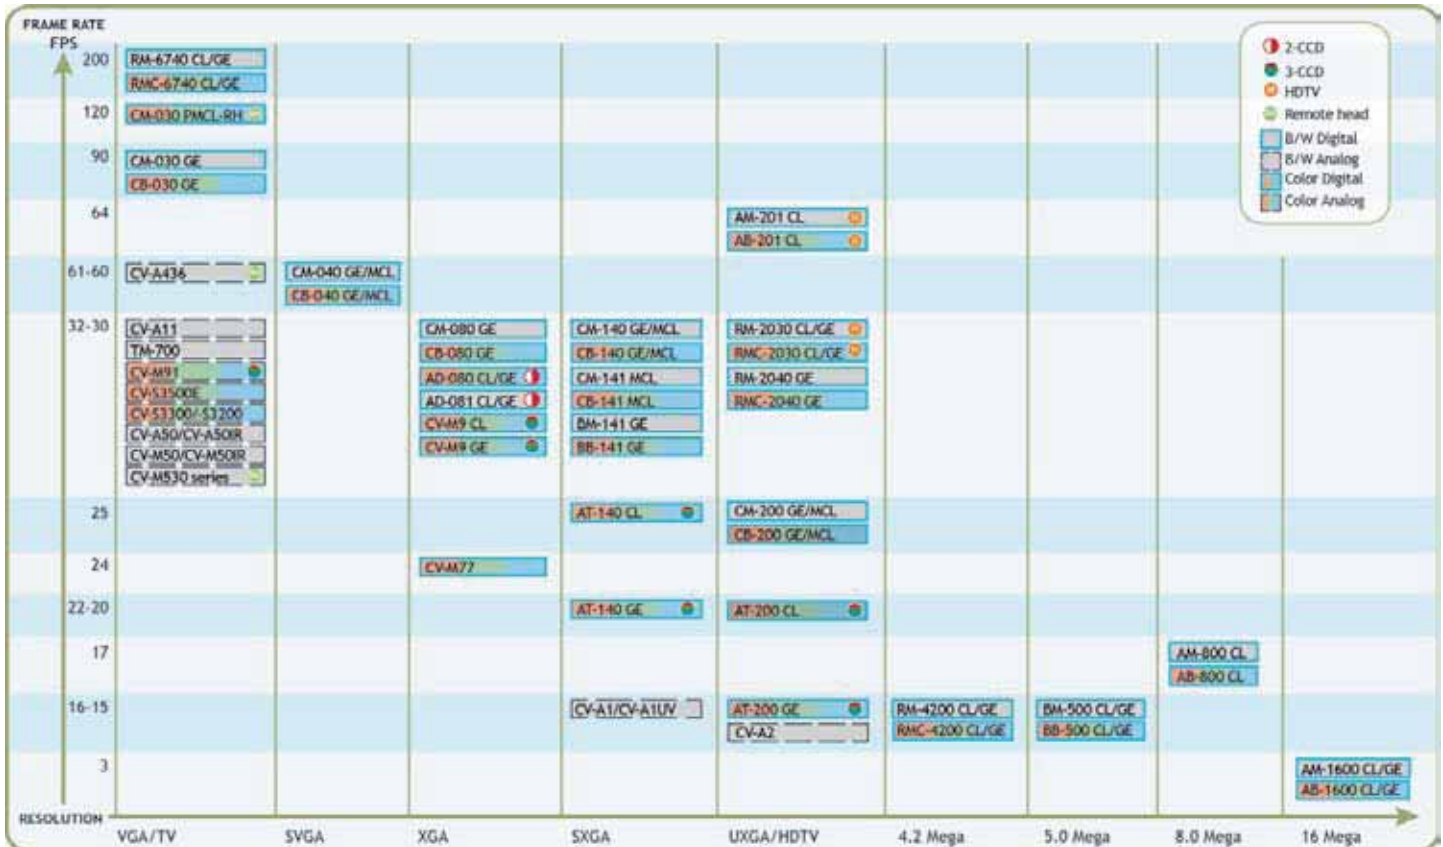 FRAME RATE
FPS
200
RM-6740 CL/GE
RMC-6740 CL/GE
120
CM-030 PMCL-RH
90
CM-030 GE
CB-030 GE
64
AM-201 CL
AB-201 CL
61-60
CV-A436
CM-040 GE/MCL
CB-040 GE/MCL
32-30
CV-A11
TM-700
CV-M91
CV-S3500E
CV-S3300/-S3200
CV-A50/CV-A50IR
CV-M50/CV-M50IR
CV-M530 series
CM-080 GE
CB-080 GE
AD-080 CL/GE
AD-081 CL/GE
CV-M9 CL
CV-M9 GE
CM-140 GE/MCL
CB-140 GE/MCL
CM-141 MCL
CB-141 MCL
BM-141 GE
BB-141 GE
RM-2030 CL/GE
RMC-2030 CL/GE
RM-2040 GE
RMC-2040 GE
25
AT-140 CL
CM-200 GE/MCL
CB-200 GE/MCL
24
CV-M77
22-20
AT-140 GE
AT-200 CL
17
AM-800 CL
AB-800 CL
16-15
CV-A1/CV-A1UV
AT-200 GE
CV-A2
RM-4200 CL/GE
RMC-4200 CL/GE
BM-500 CL/GE
BB-500 CL/GE
3
AM-1600 CL/GE
AB-1600 CL/GE
RESOLUTION
VGA/TV
SVGA
XGA
SXGA
UXGA/HDTV
4.2 Mega
5.0 Mega
8.0 Mega
16 Mega
2-CCD
3-CCD
HDTV
Remote head
B/W Digital
B/W Analog
Color Digital
Color Analog